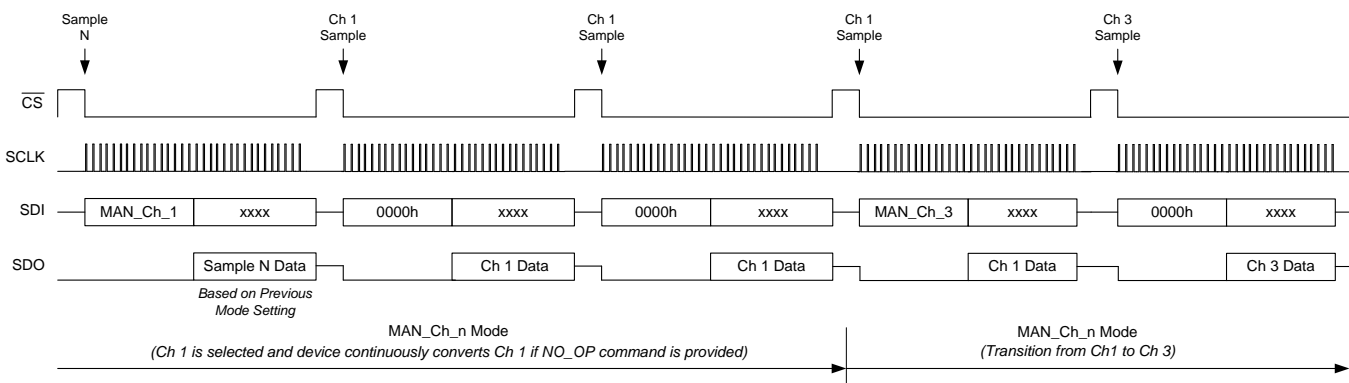 Sample
N
Ch 1
Sample
Ch 1
Sample
Ch 1
Sample
Ch 3
Sample
CS
SCLK
SDI
MAN_Ch_1
xxxx
0000h
xxxx
0000h
xxxx
MAN_Ch_3
xxxx
0000h
xxxx
SDO
Sample N Data
Ch 1 Data
Ch 1 Data
Ch 1 Data
Ch 3 Data
Based on Previous
Mode Setting
MAN_Ch_n Mode
(Ch 1 is selected and device continuously converts Ch 1 if NO_OP command is provided)
MAN_Ch_n Mode
(Transition from Ch1 to Ch 3)